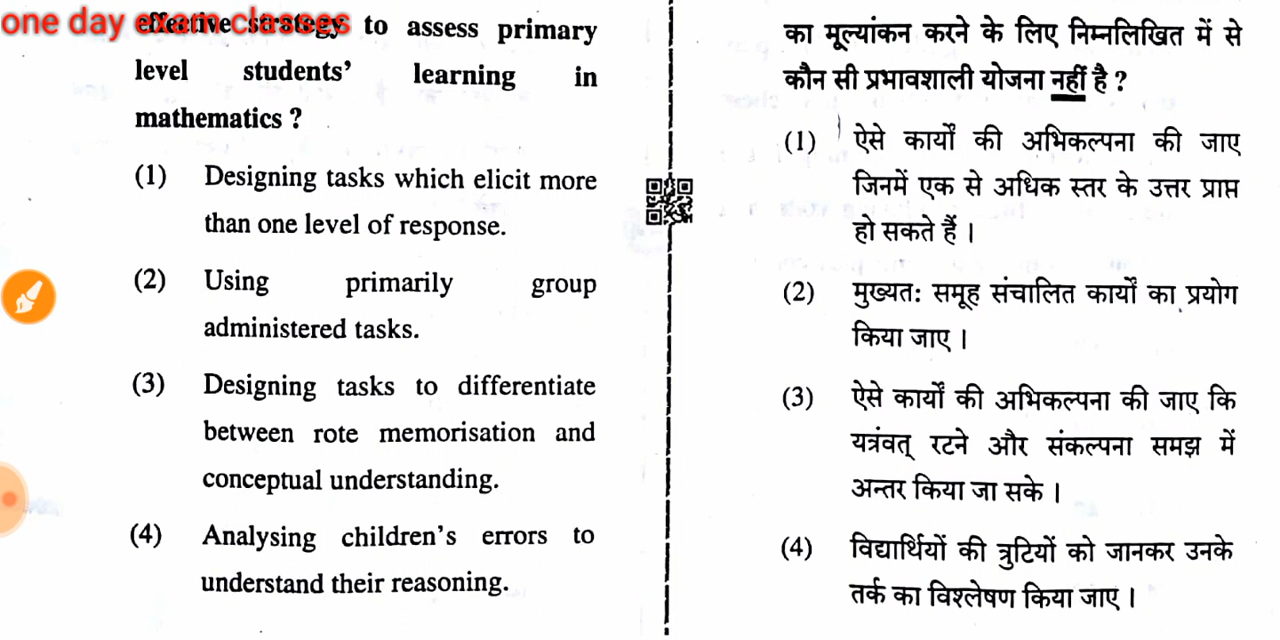 one day exam classes
effective strategy to assess primary
level students' learning in
mathematics ?
(1) Designing tasks which elicit more
than one level of response.
(2) Using primarily group
administered tasks.
(3) Designing tasks to differentiate
between rote memorisation and
conceptual understanding.
(4) Analysing children's errors to
understand their reasoning.
का मूल्यांकन करने के लिए निम्नलिखित में से
कौन सी प्रभावशाली योजना नहीं है ?
(1) ऐसे कार्यों की अभिकल्पना की जाए
जिनमें एक से अधिक स्तर के उत्तर प्राप्त
हो सकते हैं ।
(2) मुख्यत: समूह संचालित कार्यों का प्रयोग
किया जाए ।
(3) ऐसे कार्यों की अभिकल्पना की जाए कि
यत्रंवत् रटने और संकल्पना समझ में
अन्तर किया जा सके ।
(4) विद्यार्थियों की त्रुटियों को जानकर उनके
तर्क का विश्लेषण किया जाए ।